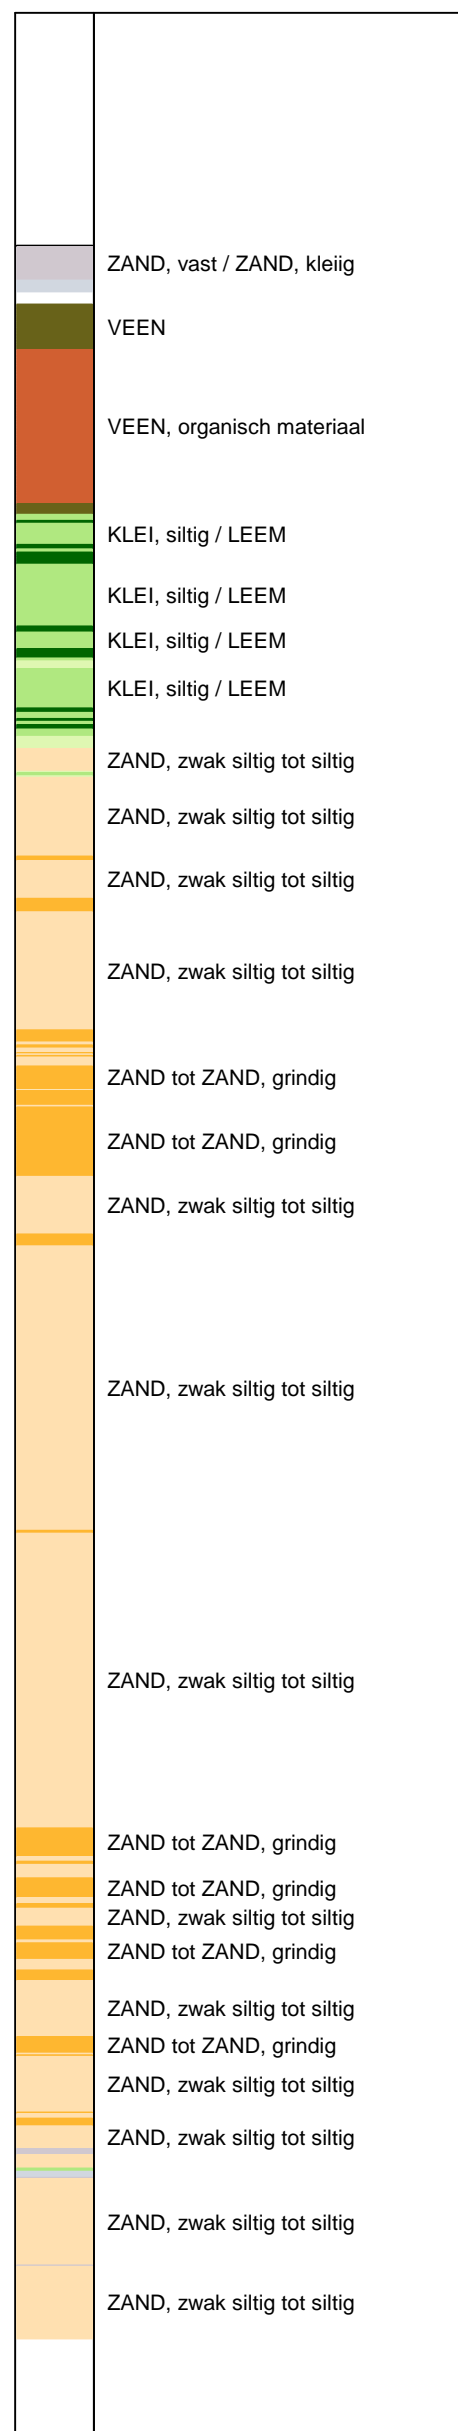 ZAND, vast / ZAND, kleiig
VEEN
VEEN, organisch materiaal
KLEI, siltig / LEEM
KLEI, siltig / LEEM
KLEI, siltig / LEEM
KLEI, siltig / LEEM
ZAND, zwak siltig tot siltig
ZAND, zwak siltig tot siltig
ZAND, zwak siltig tot siltig
ZAND, zwak siltig tot siltig
ZAND tot ZAND, grindig
ZAND tot ZAND, grindig
ZAND, zwak siltig tot siltig
ZAND, zwak siltig tot siltig
ZAND, zwak siltig tot siltig
ZAND tot ZAND, grindig
ZAND tot ZAND, grindig
ZAND, zwak siltig tot siltig
ZAND tot ZAND, grindig
ZAND, zwak siltig tot siltig
ZAND tot ZAND, grindig
ZAND, zwak siltig tot siltig
ZAND, zwak siltig tot siltig
ZAND, zwak siltig tot siltig
ZAND, zwak siltig tot siltig